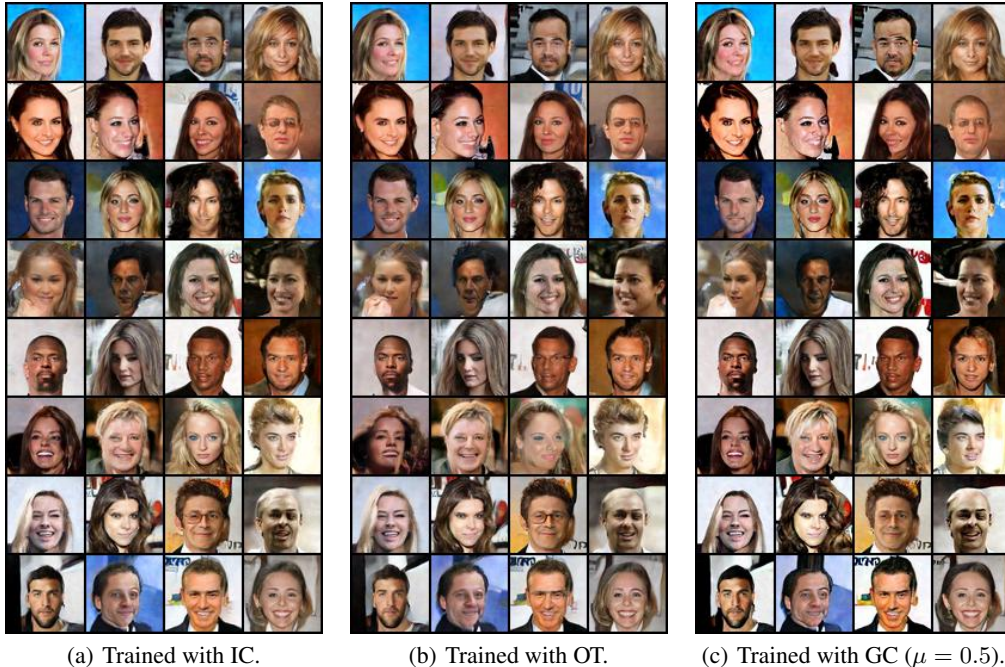 (a) Trained with IC.
(b) Trained with OT.
(c) Trained with GC (μ = 0.5).